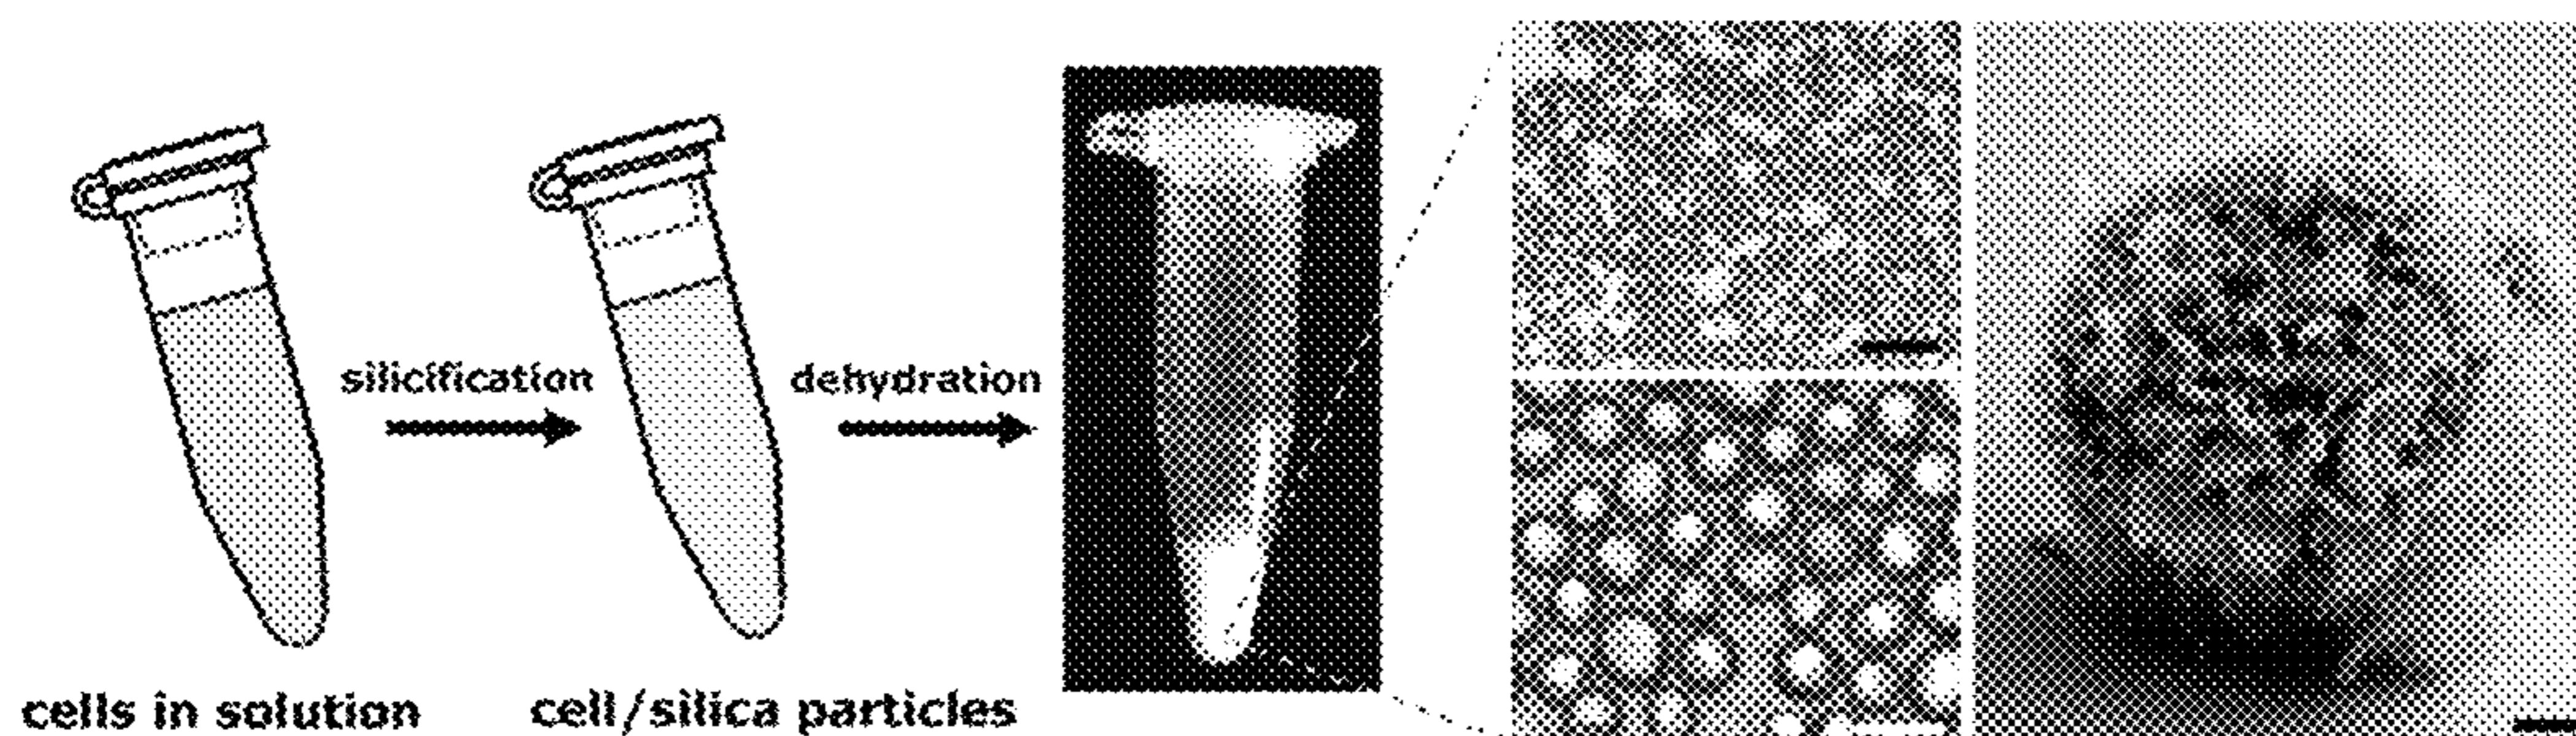 silicification
dehydration
cells in solution
cell/silica particles